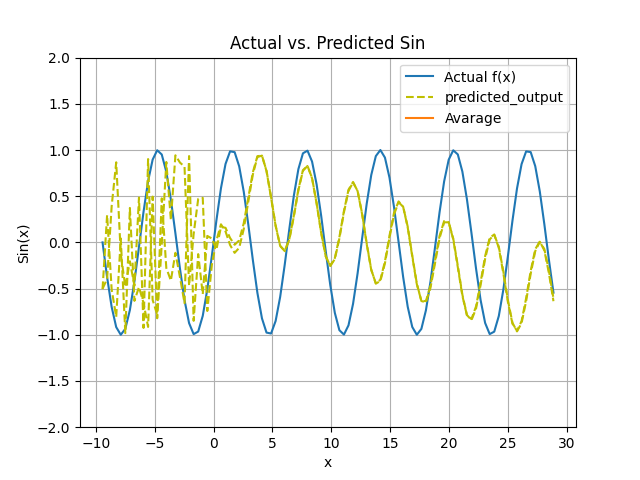 Actual vs. Predicted Sin
Actual f(x)
predicted_output
Avarage
2.0
1.5
1.0
0.5
0.0
−0.5
−1.0
−1.5
−2.0
Sin(x)
−10 −5 0 5 10 15 20 25 30
x